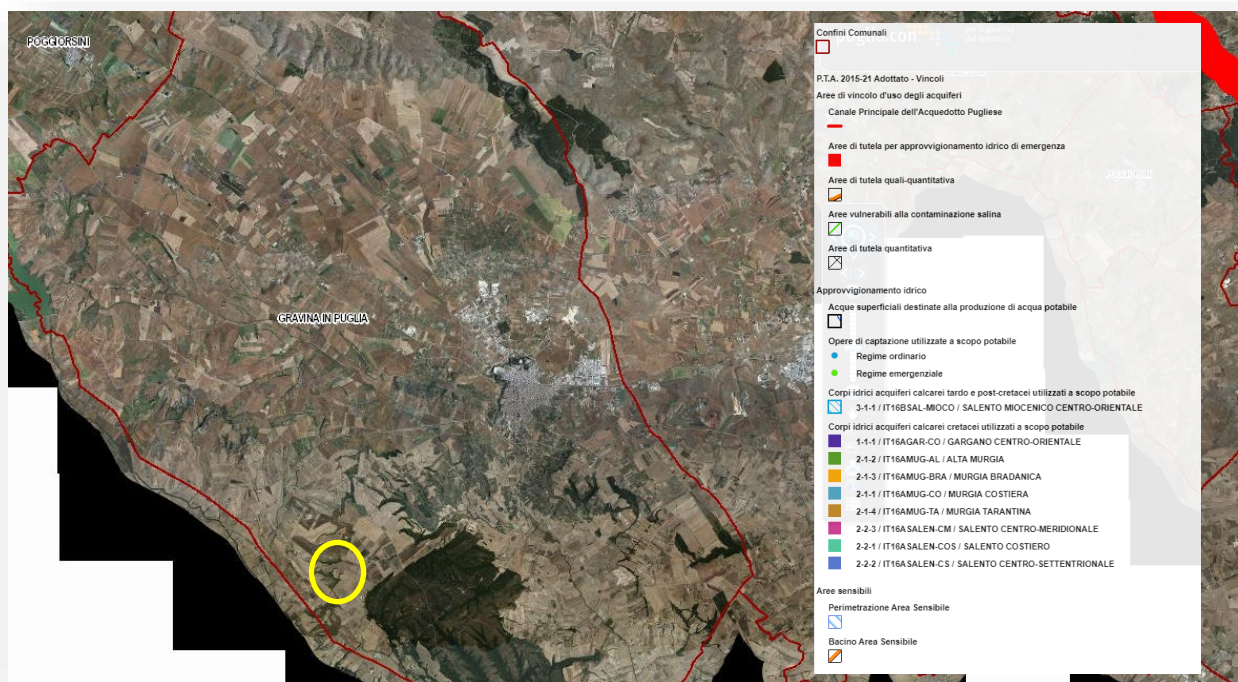 POGGIORSINI
GRAVINA IN PUGLIA
Confini Comunali
puglia.con
P.T.A. 2015-21 Adottato - Vincoli
Aree di vincolo d'uso degli acquiferi
Canale Principale dell'Acquedotto Pugliese
Aree di tutela per approvvigionamento idrico di emergenza
Aree di tutela quali-quantitativa
Aree vulnerabili alla contaminazione salina
Aree di tutela quantitativa
Approvvigionamento idrico
Acque superficiali destinate alla produzione di acqua potabile
Opere di captazione utilizzate a scopo potabile
Regime ordinario
Regime emergenziale
Corpi idrici acquiferi calcarei tardo e post-cretacei utilizzati a scopo potabile
3-1-1 / IT16BSAL-MIOCO / SALENTO MIOCENICO CENTRO-ORIENTALE
Corpi idrici acquiferi calcarei cretacei utilizzati a scopo potabile
1-1-1 / IT16AGAR-CO / GARGANO CENTRO-ORIENTALE
2-1-2 / IT16AMUG-AL / ALTA MURGIA
2-1-3 / IT16AMUG-BRA / MURGIA BRADANICA
2-1-1 / IT16AMUG-CO / MURGIA COSTIERA
2-1-4 / IT16AMUG-TA / MURGIA TARANTINA
2-2-3 / IT16ASALEN-CM / SALENTO CENTRO-MERIDIONALE
2-2-1 / IT16ASALEN-COS / SALENTO COSTIERO
2-2-2 / IT16ASALEN-CS / SALENTO CENTRO-SETTENTRIONALE
Aree sensibili
Perimetrazione Area Sensibile
Bacino Area Sensibile